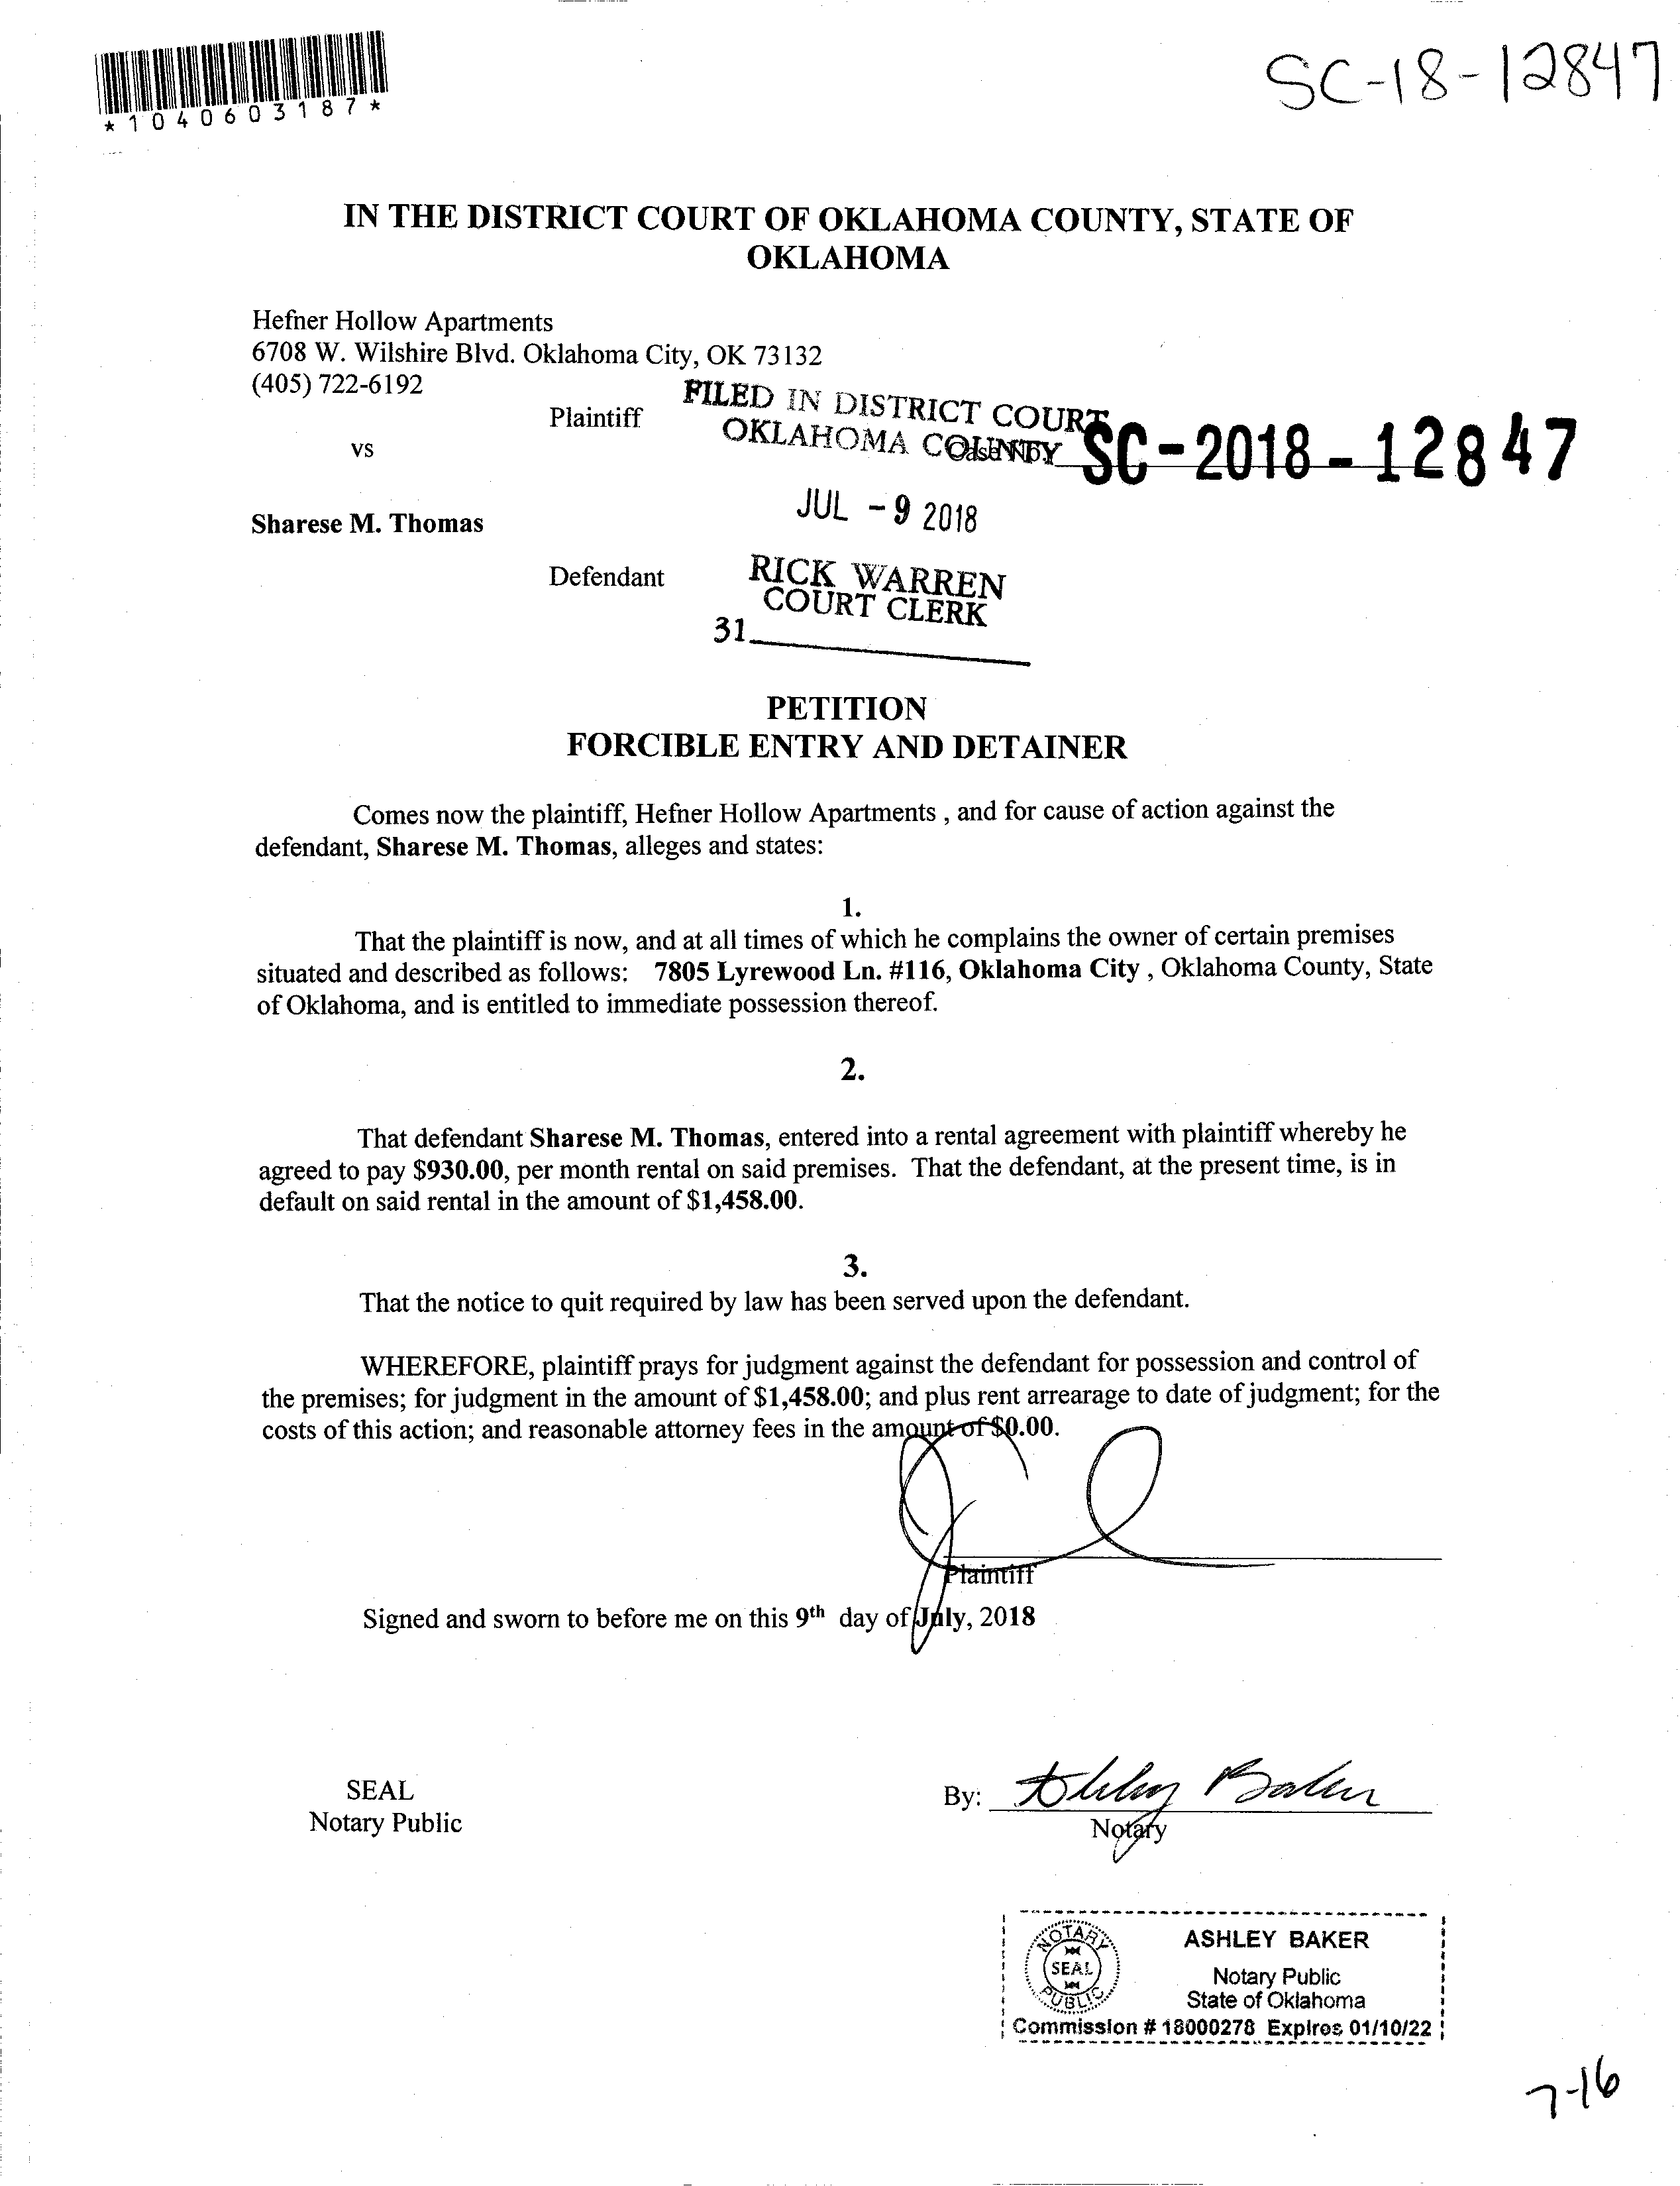 *1040603187*
SC-18-12847
IN THE DISTRICT COURT OF OKLAHOMA COUNTY, STATE OF
OKLAHOMA
Hefner Hollow Apartments
6708 W. Wilshire Blvd. Oklahoma City, OK 73132
(405) 722-6192
Plaintiff
FILED IN DISTRICT COURT
OKLAHOMA COUNTY
Case No. SC-2018-12847
vs
JUL -9 2018
Sharese M. Thomas
Defendant
RICK WARREN
COURT CLERK
31
PETITION
FORCIBLE ENTRY AND DETAINER
Comes now the plaintiff, Hefner Hollow Apartments , and for cause of action against the
defendant, Sharese M. Thomas, alleges and states:
1.
That the plaintiff is now, and at all times of which he complains the owner of certain premises
situated and described as follows: 7805 Lyrewood Ln. #116, Oklahoma City , Oklahoma County, State
of Oklahoma, and is entitled to immediate possession thereof.
2.
That defendant Sharese M. Thomas, entered into a rental agreement with plaintiff whereby he
agreed to pay $930.00, per month rental on said premises. That the defendant, at the present time, is in
default on said rental in the amount of $1,458.00.
3.
That the notice to quit required by law has been served upon the defendant.
WHEREFORE, plaintiff prays for judgment against the defendant for possession and control of
the premises; for judgment in the amount of $1,458.00; and plus rent arrearage to date of judgment; for the
costs of this action; and reasonable attorney fees in the amount of $0.00.
Plaintiff
Signed and sworn to before me on this 9th day of July, 2018
SEAL
Notary Public
By: Ashley Baker
Notary
NOTARY
SEAL
PUBLIC
ASHLEY BAKER
Notary Public
State of Oklahoma
Commission # 18000278 Expires 01/10/22
7-16